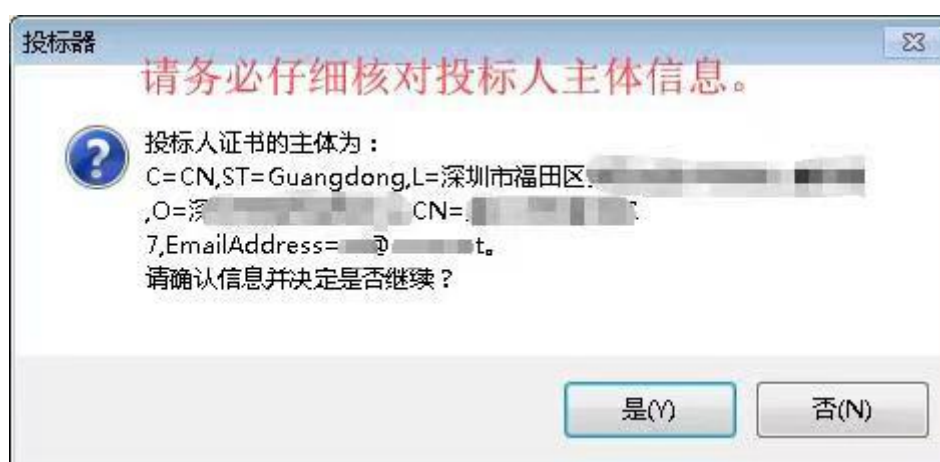 投标器
请务必仔细核对投标人主体信息。
投标人证书的主体为：
C=CN,ST=Guangdong,L=深圳市福田区
,O=深 CN=
7,EmailAddress= @ t。
请确认信息并决定是否继续？
是(Y)
否(N)